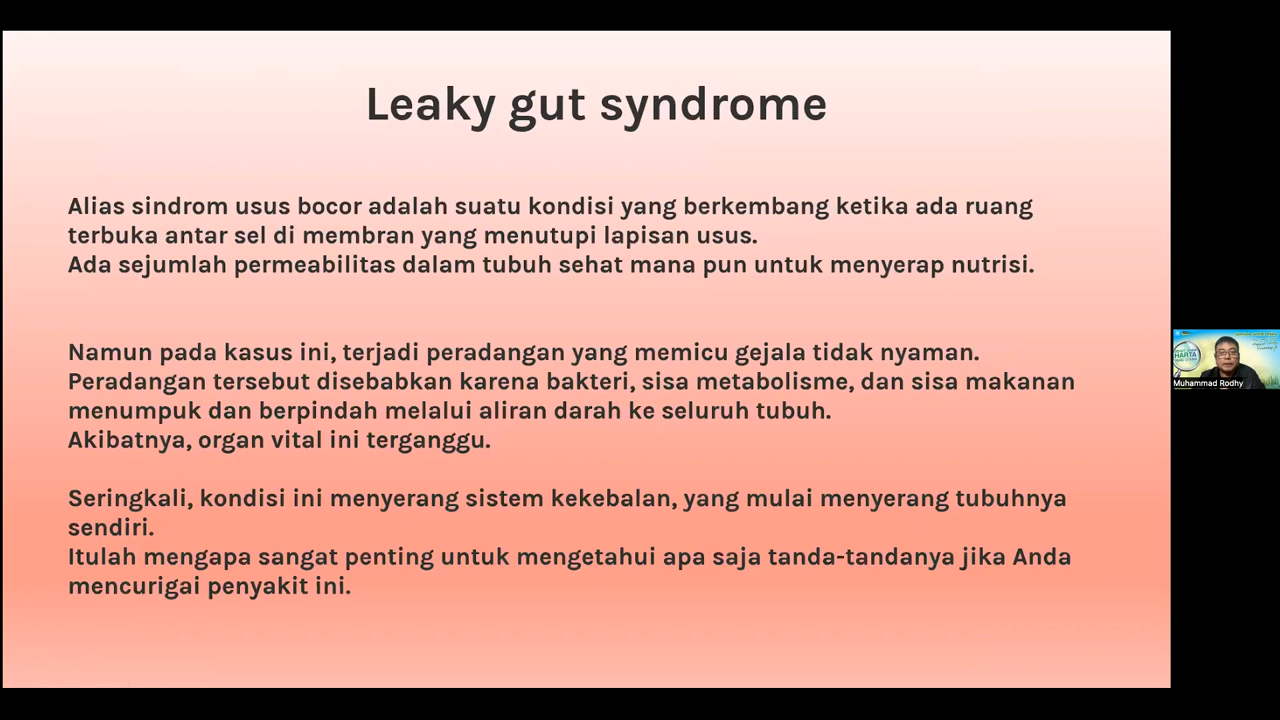 Leaky gut syndrome
Alias sindrom usus bocor adalah suatu kondisi yang berkembang ketika ada ruang
terbuka antar sel di membran yang menutupi lapisan usus.
Ada sejumlah permeabilitas dalam tubuh sehat mana pun untuk menyerap nutrisi.
Namun pada kasus ini, terjadi peradangan yang memicu gejala tidak nyaman.
Peradangan tersebut disebabkan karena bakteri, sisa metabolisme, dan sisa makanan
menumpuk dan berpindah melalui aliran darah ke seluruh tubuh.
Akibatnya, organ vital ini terganggu.
Seringkali, kondisi ini menyerang sistem kekebalan, yang mulai menyerang tubuhnya
sendiri.
Itulah mengapa sangat penting untuk mengetahui apa saja tanda-tandanya jika Anda
mencurigai penyakit ini.
HARTA
Muhammad Rodhy